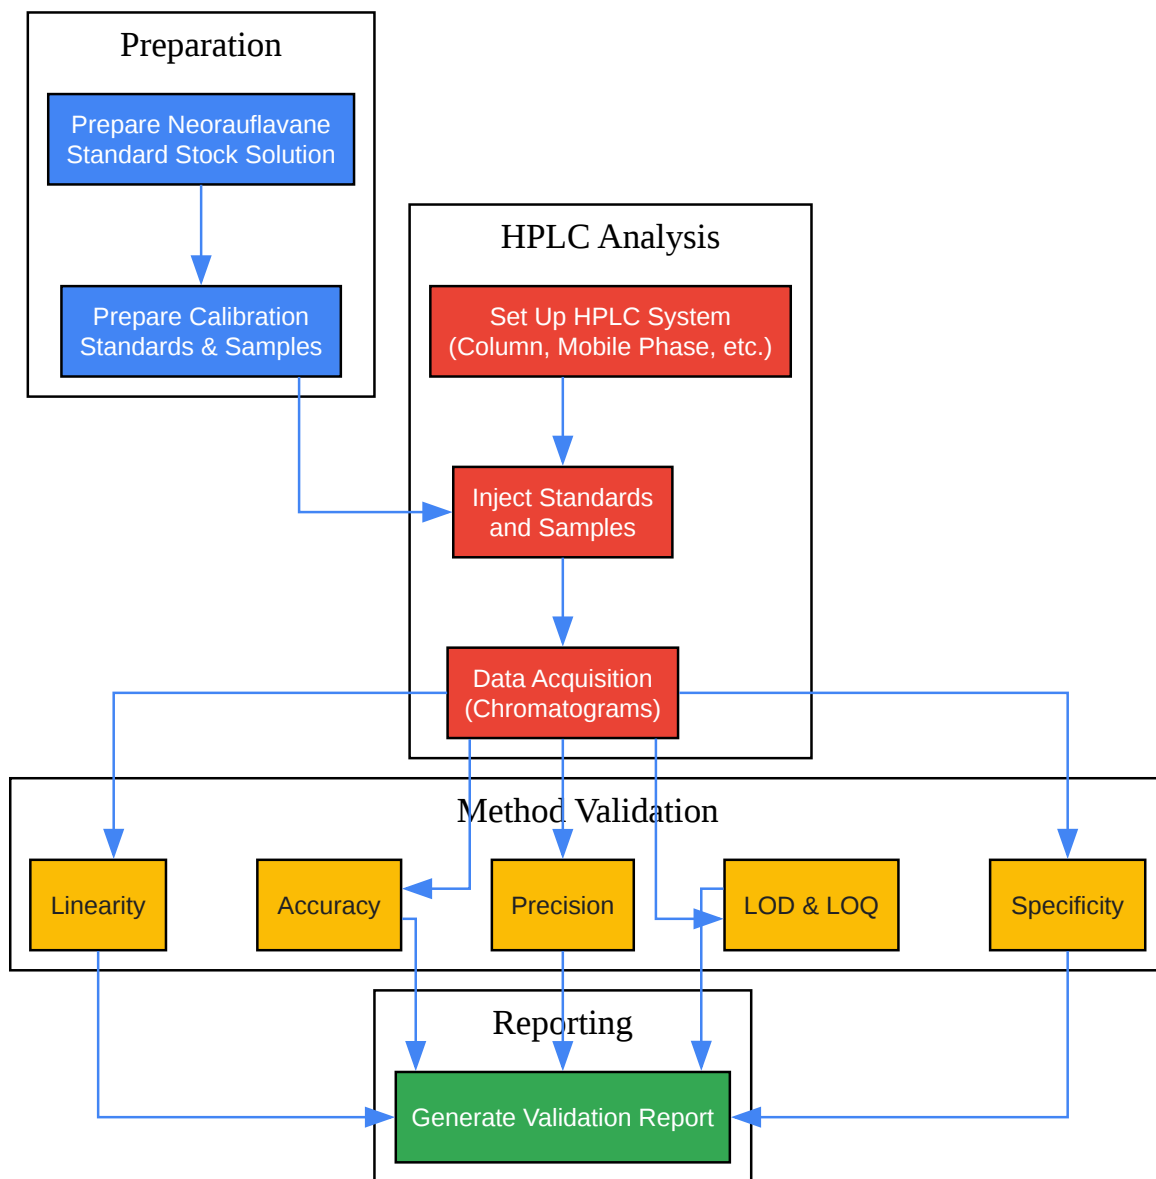 Preparation
Prepare Neorauflavane
Standard Stock Solution
Prepare Calibration
Standards & Samples
HPLC Analysis
Set Up HPLC System
(Column, Mobile Phase, etc.)
Inject Standards
and Samples
Data Acquisition
(Chromatograms)
Method Validation
Linearity
Accuracy
Precision
LOD & LOQ
Specificity
Reporting
Generate Validation Report